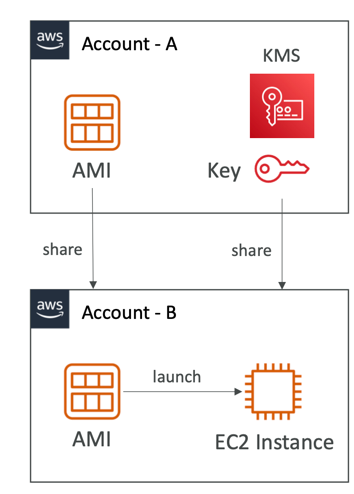 aws
Account - A
KMS
AMI
Key
share
share
aws
Account - B
launch
AMI
EC2 Instance